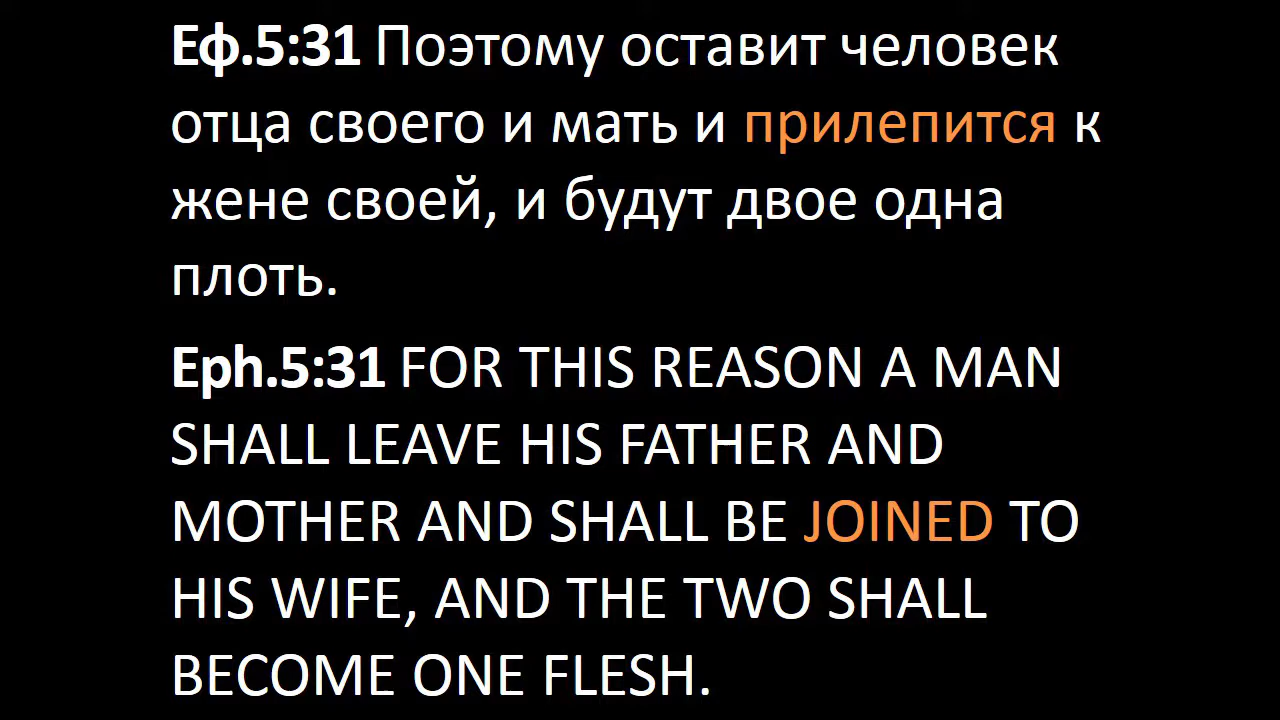 Еф.5:31 Поэтому оставит человек
отца своего и мать и прилепится к
жене своей, и будут двое одна
плоть.
Eph.5:31 FOR THIS REASON A MAN
SHALL LEAVE HIS FATHER AND
MOTHER AND SHALL BE JOINED TO
HIS WIFE, AND THE TWO SHALL
BECOME ONE FLESH.